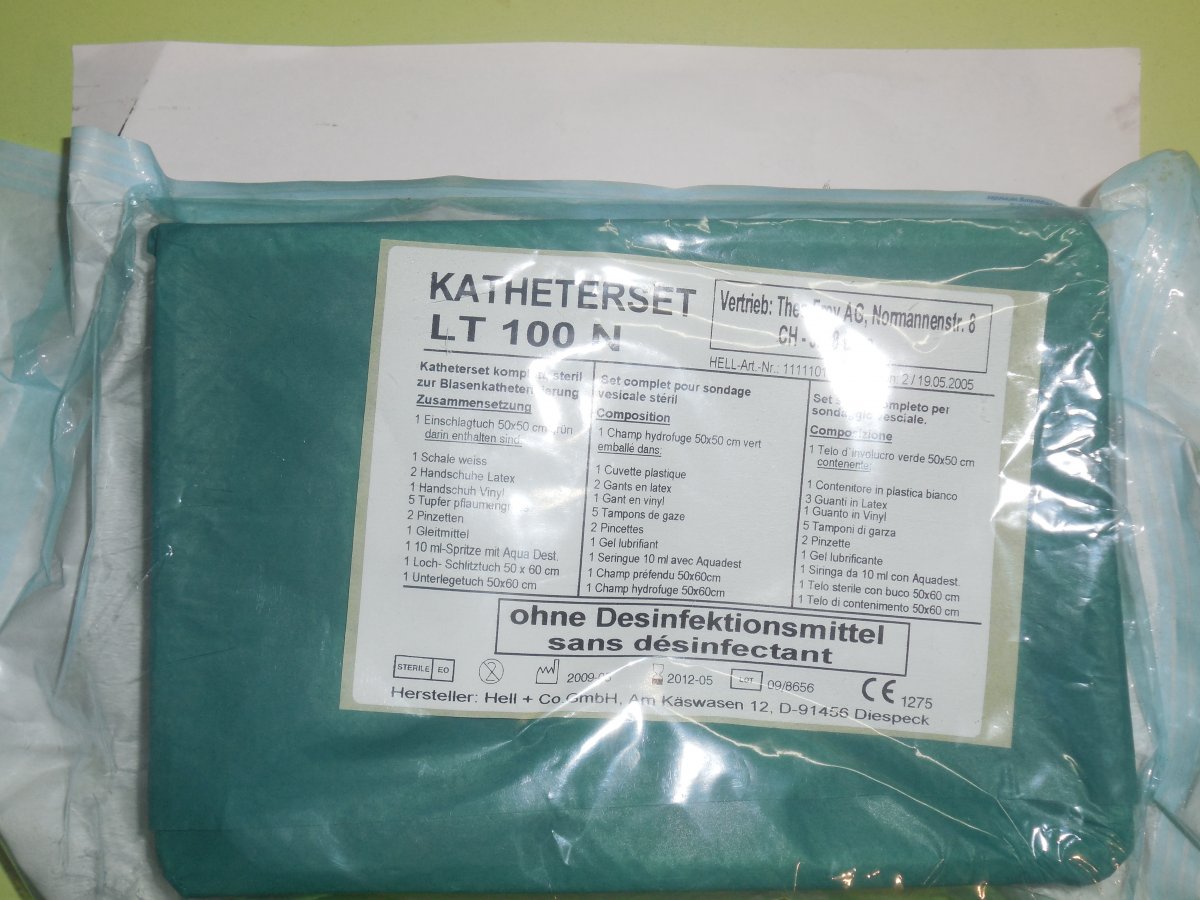 KATHETERSET
LT 100 N
Vertrieb: AG, Normannenstr. 8
CH -
HELL-Art.-Nr.: 2 / 19.05.2005
Katheterset steril
zur
Zusammensetzung
1 Einschlagtuch 50x50 cm
darin enthalten sind:
1 Schale weiss
2 Handschuhe Latex
1 Handschuh Vinyl
5 Tupfer
2 Pinzetten
1 Gleitmittel
1 10 ml-Spritze mit Aqua Dest.
1 Loch- Schlitztuch 50 x 60 cm
1 Unterlegetuch 50x60 cm
Set complet pour sondage
vesicale stéril
Composition
1 Champ hydrofuge 50x50 cm vert
emballé dans:
1 Cuvette plastique
2 Gants en latex
1 Gant en vinyl
5 Tampons de gaze
2 Pincettes
1 Gel lubrifiant
1 Seringue 10 ml avec Aquadest
1 Champ préfendu 50x60cm
1 Champ hydrofuge 50x60cm
Set per
sondaggio
Composizione
1 Telo d'involucro verde 50x50 cm
contenente:
1 Contenitore in plastica bianco
3 Guanti in Latex
1 Guanto in Vinyl
5 Tamponi di garza
2 Pinzette
1 Gel lubrificante
1 Siringa da 10 ml con Aquadest.
1 Telo sterile con buco 50x60 cm
1 Telo di contenimento 50x60 cm
ohne Desinfektionsmittel
sans désinfectant
STERILE EO 2 2012-05 LOT 09/8656 CE 1275
Hersteller: Hell + Co.GmbH, Am Käswasen 12, D-91456 Diespeck